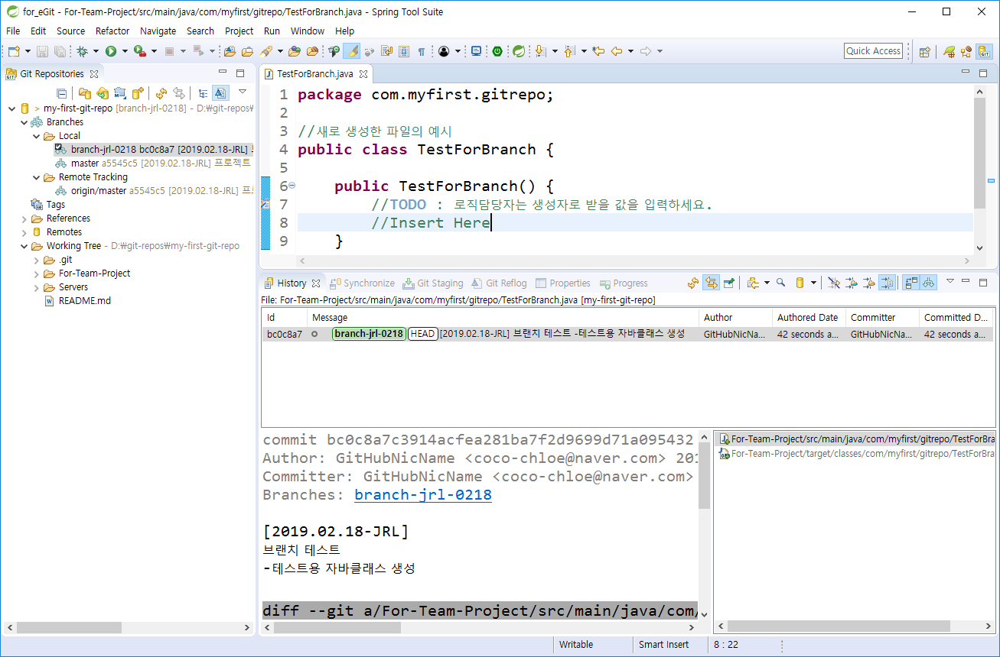 for_eGit - For-Team-Project/src/main/java/com/myfirst/gitrepo/TestForBranch.java - Spring Tool Suite
File Edit Source Refactor Navigate Search Project Run Window Help
Quick Access
Git Repositories
> my-first-git-repo [branch-jrl-0218] - D:₩git-repos₩
Branches
Local
branch-jrl-0218 bc0c8a7 [2019.02.18-JRL]
master a5545c5 [2019.02.18-JRL] 프로젝트
Remote Tracking
origin/master a5545c5 [2019.02.18-JRL] 프
Tags
References
Remotes
Working Tree - D:₩git-repos₩my-first-git-repo
.git
For-Team-Project
Servers
README.md
TestForBranch.java
1 package com.myfirst.gitrepo;
2
3 //새로 생성한 파일의 예시
4 public class TestForBranch {
5
6 public TestForBranch() {
7 //TODO : 로직담당자는 생성자로 받을 값을 입력하세요.
8 //Insert Here
9 }
History Synchronize Git Staging Git Reflog Properties Progress
File: For-Team-Project/src/main/java/com/myfirst/gitrepo/TestForBranch.java [my-first-git-repo]
Id Message Author Authored Date Committer Committed D...
bc0c8a7 branch-jrl-0218 HEAD [2019.02.18-JRL] 브랜치 테스트 -테스트용 자바클래스 생성 GitHubNicNa... 42 seconds a... GitHubNicNa... 42 seconds a...
commit bc0c8a7c3914acfea281ba7f2d9699d71a095432
Author: GitHubNicName <coco-chloe@naver.com> 201
Committer: GitHubNicName <coco-chloe@naver.com>
Branches: branch-jrl-0218
[2019.02.18-JRL]
브랜치 테스트
-테스트용 자바클래스 생성
diff --git a/For-Team-Project/src/main/java/com/
For-Team-Project/src/main/java/com/myfirst/gitrepo/TestForBra
For-Team-Project/target/classes/com/myfirst/gitrepo/TestForBra
Writable Smart Insert 8 : 22